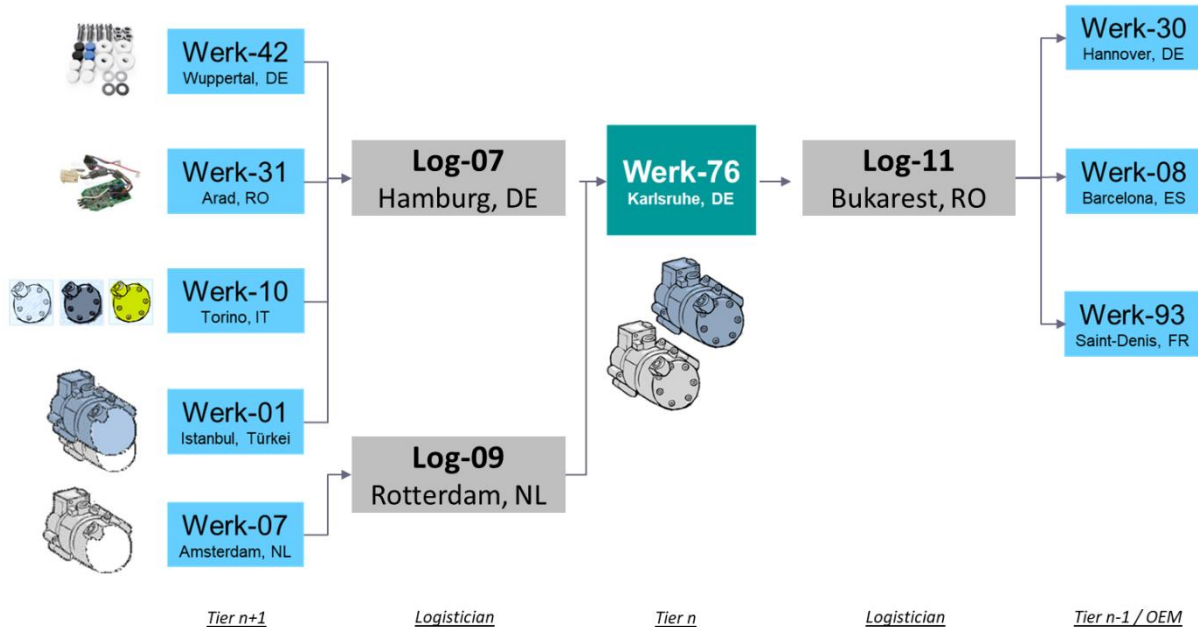 Werk-42
Wuppertal, DE
Werk-31
Arad, RO
Werk-10
Torino, IT
Werk-01
Istanbul, Türkei
Werk-07
Amsterdam, NL
Log-07
Hamburg, DE
Log-09
Rotterdam, NL
Werk-76
Karlsruhe, DE
Log-11
Bukarest, RO
Werk-30
Hannover, DE
Werk-08
Barcelona, ES
Werk-93
Saint-Denis, FR
Tier n+1
Logistician
Tier n
Logistician
Tier n-1 / OEM